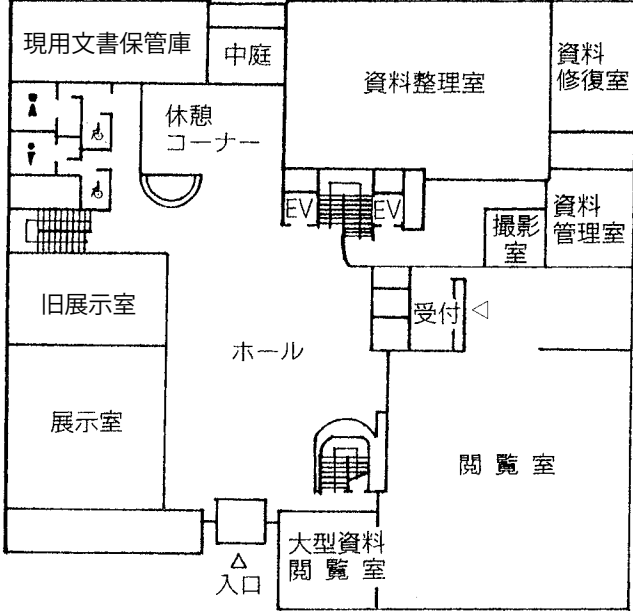 現用文書保管庫
中庭
資料整理室
資料
修復室
休憩
コーナー
EV
EV
撮影
室
資料
管理室
旧展示室
受付
ホール
展示室
閲覧室
大型資料
閲覧室
入口